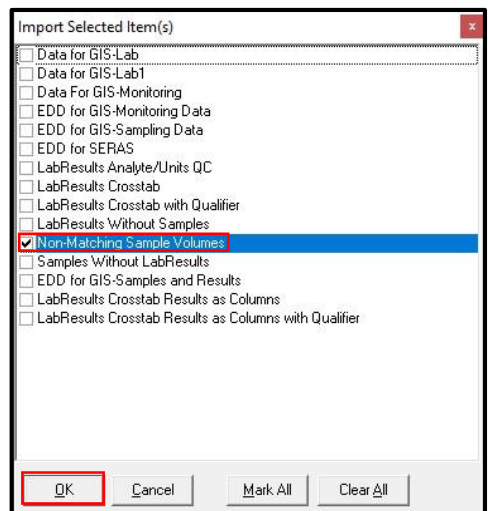 Import Selected Item(s)
x
Data for GIS-Lab
Data for GIS-Lab1
Data For GIS-Monitoring
EDD for GIS-Monitoring Data
EDD for GIS-Sampling Data
EDD for SERAS
LabResults Analyte/Units QC
LabResults Crosstab
LabResults Crosstab with Qualifier
LabResults Without Samples
Non-Matching Sample Volumes
Samples Without LabResults
EDD for GIS-Samples and Results
LabResults Crosstab Results as Columns
LabResults Crosstab Results as Columns with Qualifier
OK Cancel Mark All Clear All